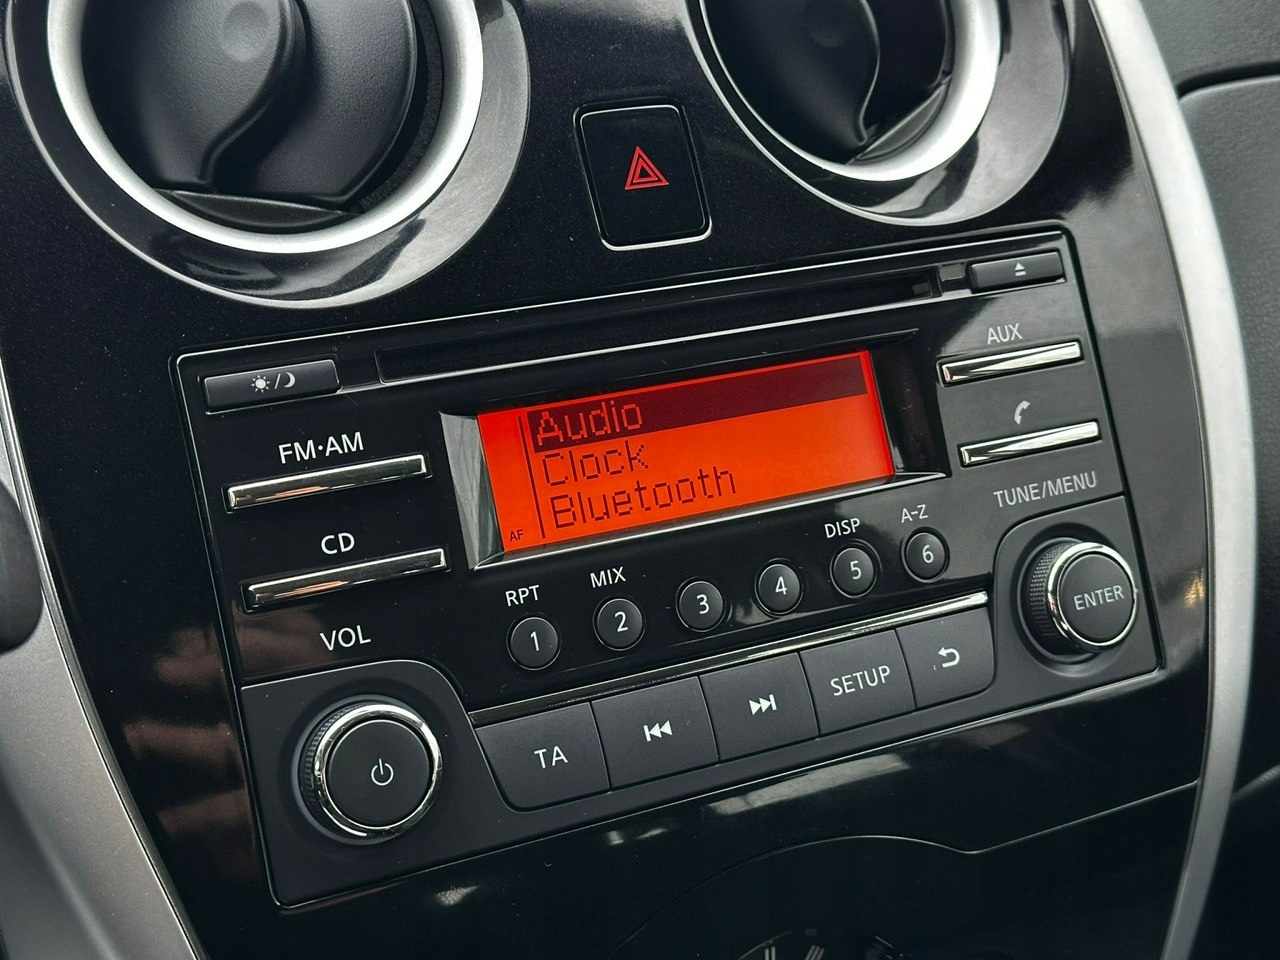 AUX
FM·AM
Audio
Clock
Bluetooth
AF
TUNE/MENU
CD
RPT
MIX
DISP
A-Z
1
2
3
4
5
6
ENTER
VOL
TA
SETUP